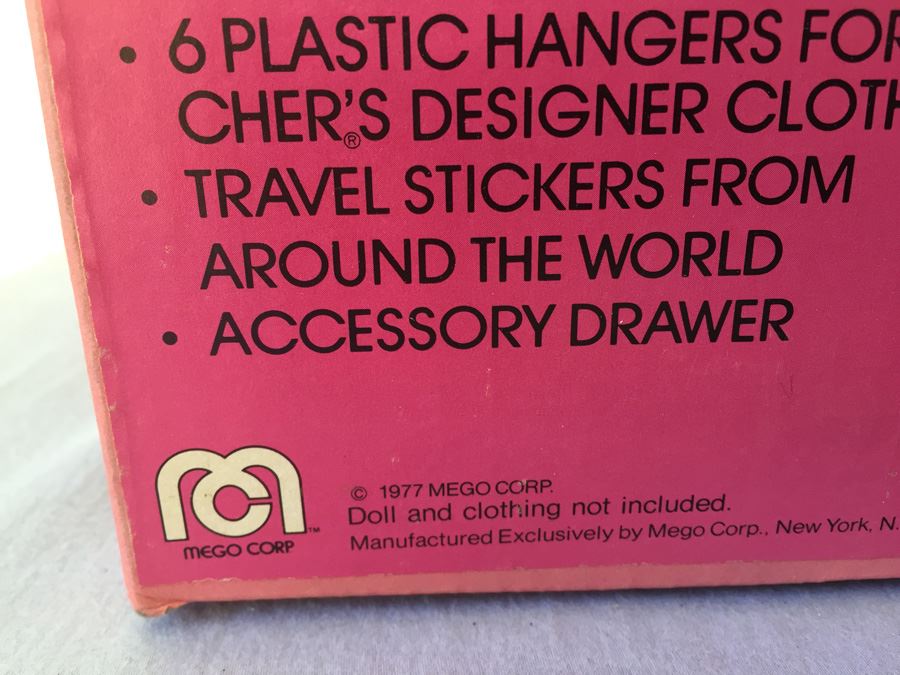 • 6 PLASTIC HANGERS FOR
CHER'S® DESIGNER CLOTH
• TRAVEL STICKERS FROM
AROUND THE WORLD
• ACCESSORY DRAWER
MEGO CORP ™
© 1977 MEGO CORP.
Doll and clothing not included.
Manufactured Exclusively by Mego Corp., New York, N.